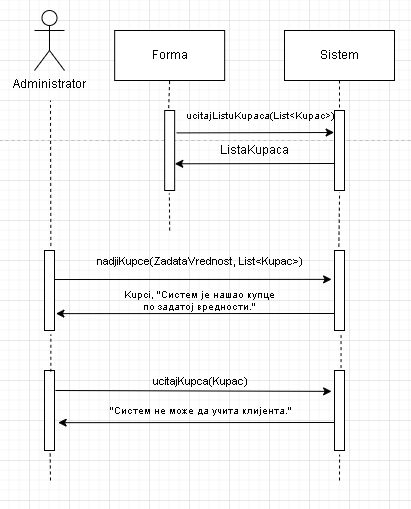 Forma
Sistem
Administrator
ucitajListuKupaca(List<Kupac>)
ListaKupaca
nadjiKupce(ZadataVrednost, List<Kupac>)
Kupci, "Систем је нашао купце
по задатој вредности."
ucitajKupca(Kupac)
"Систем не може да учита клијента."